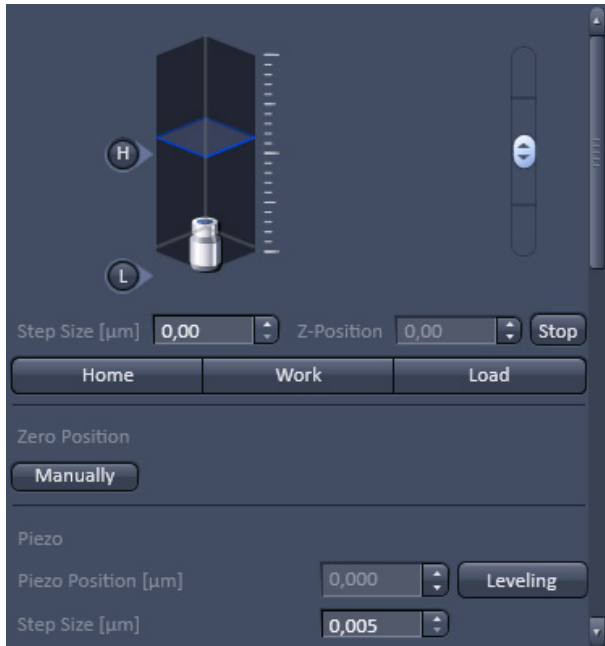 H
L
Step Size [µm] 0,00 Z-Position 0,00 Stop
Home Work Load
Zero Position
Manually
Piezo
Piezo Position [µm] 0,000 Leveling
Step Size [µm] 0,005